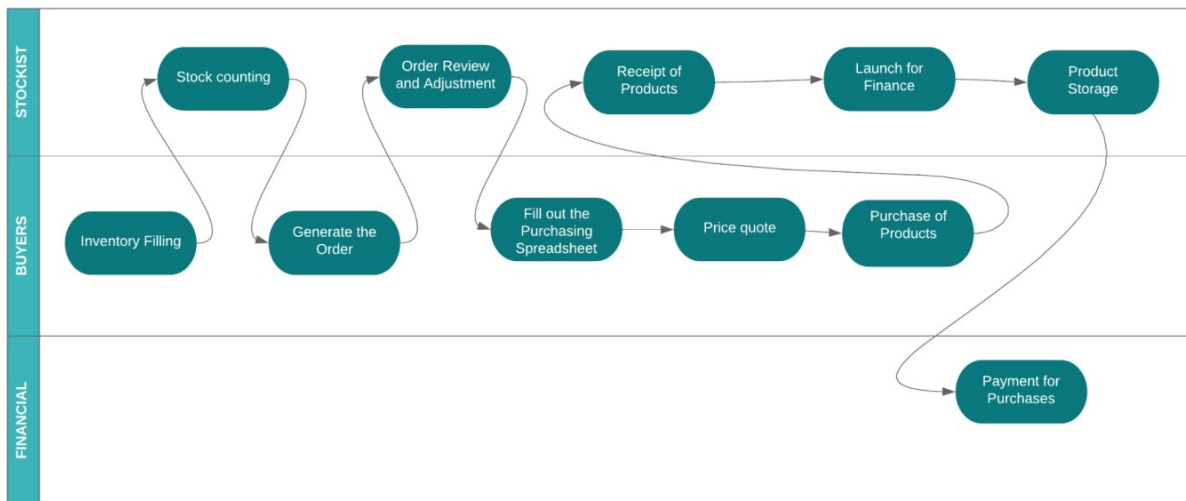 STOCKIST
Stock counting
Order Review
and Adjustment
Receipt of
Products
Launch for
Finance
Product
Storage
BUYERS
Inventory Filling
Generate the
Order
Fill out the
Purchasing
Spreadsheet
Price quote
Purchase of
Products
FINANCIAL
Payment for
Purchases